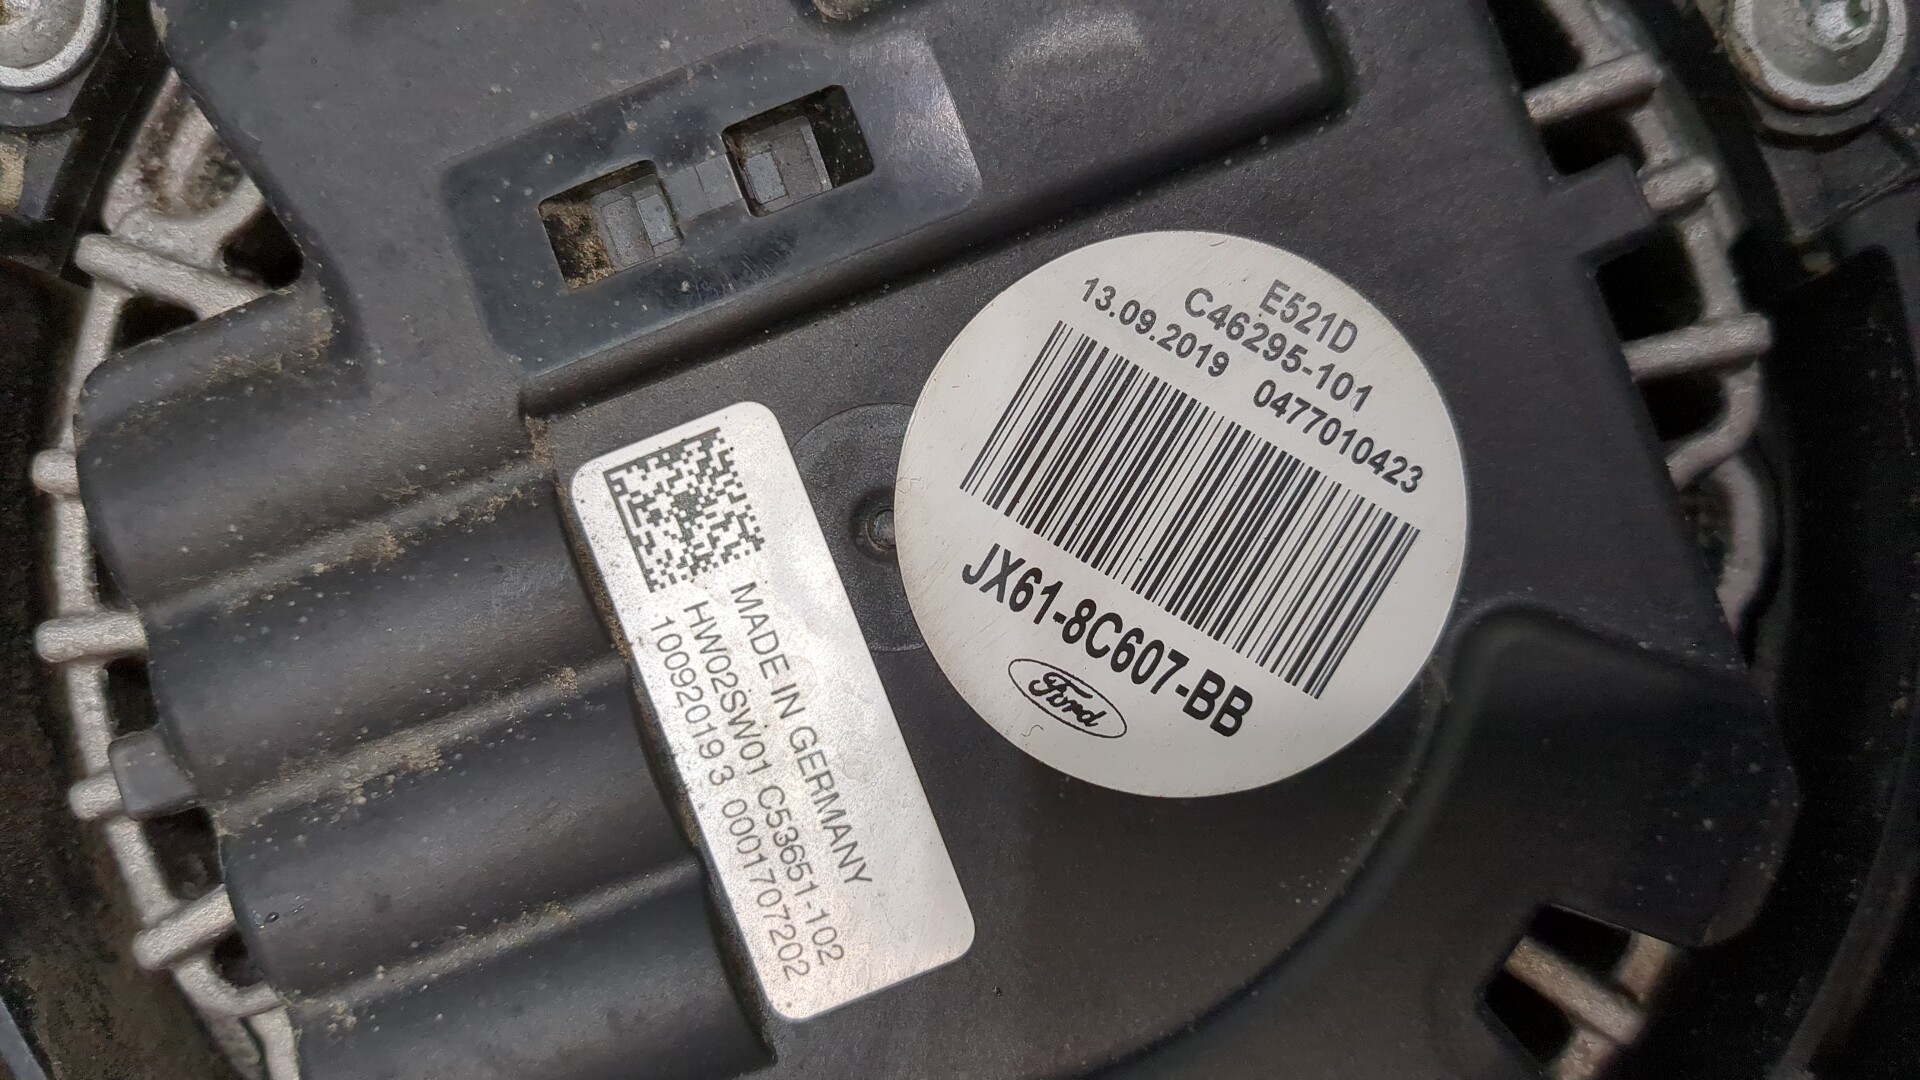 E521D
C46295-101
13.09.2019 0477010423
JX61-8C607-BB
Ford
MADE IN GERMANY
HW02SW01 C53651-102
10092019 3 0001707202